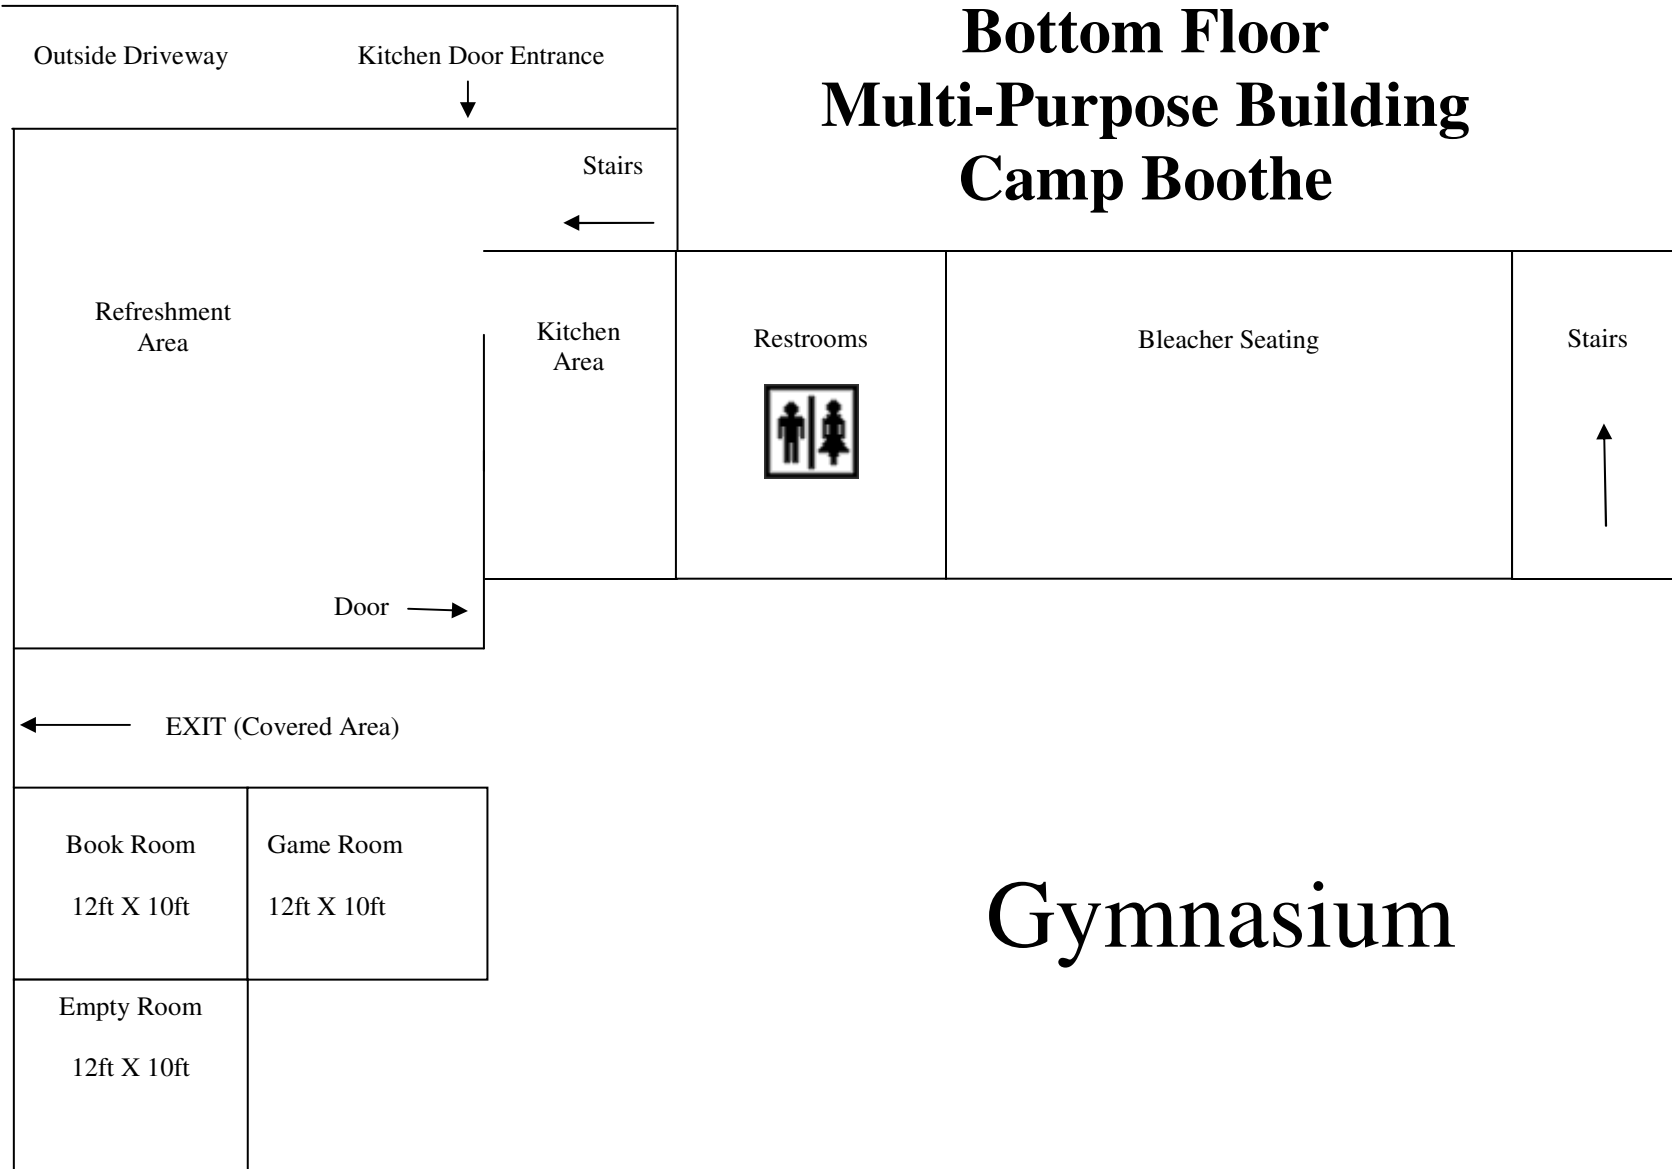 Bottom Floor
Multi-Purpose Building
Camp Boothe
Outside Driveway
Kitchen Door Entrance
Stairs
Refreshment
Area
Kitchen
Area
Restrooms
Bleacher Seating
Stairs
Door
EXIT (Covered Area)
Book Room
12ft X 10ft
Game Room
12ft X 10ft
Gymnasium
Empty Room
12ft X 10ft